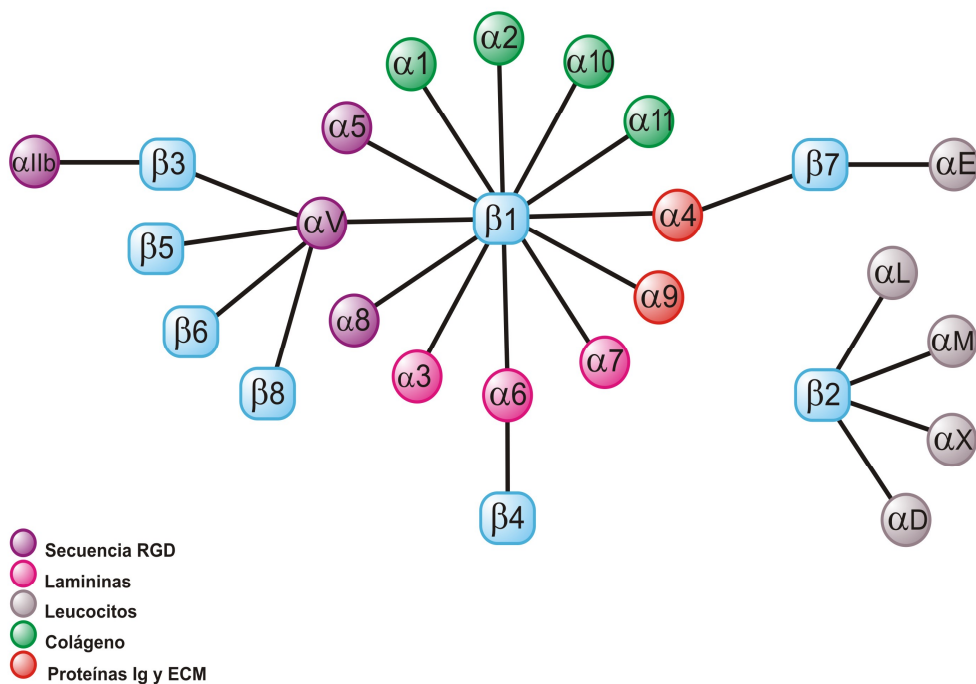 α2
α1
α10
α5
α11
αIIb
β3
β7
αE
αV
β1
α4
β5
αL
α9
β6
α8
αM
α3
α6
α7
β8
β2
αX
β4
αD
Secuencia RGD
Lamininas
Leucocitos
Colágeno
Proteínas Ig y ECM